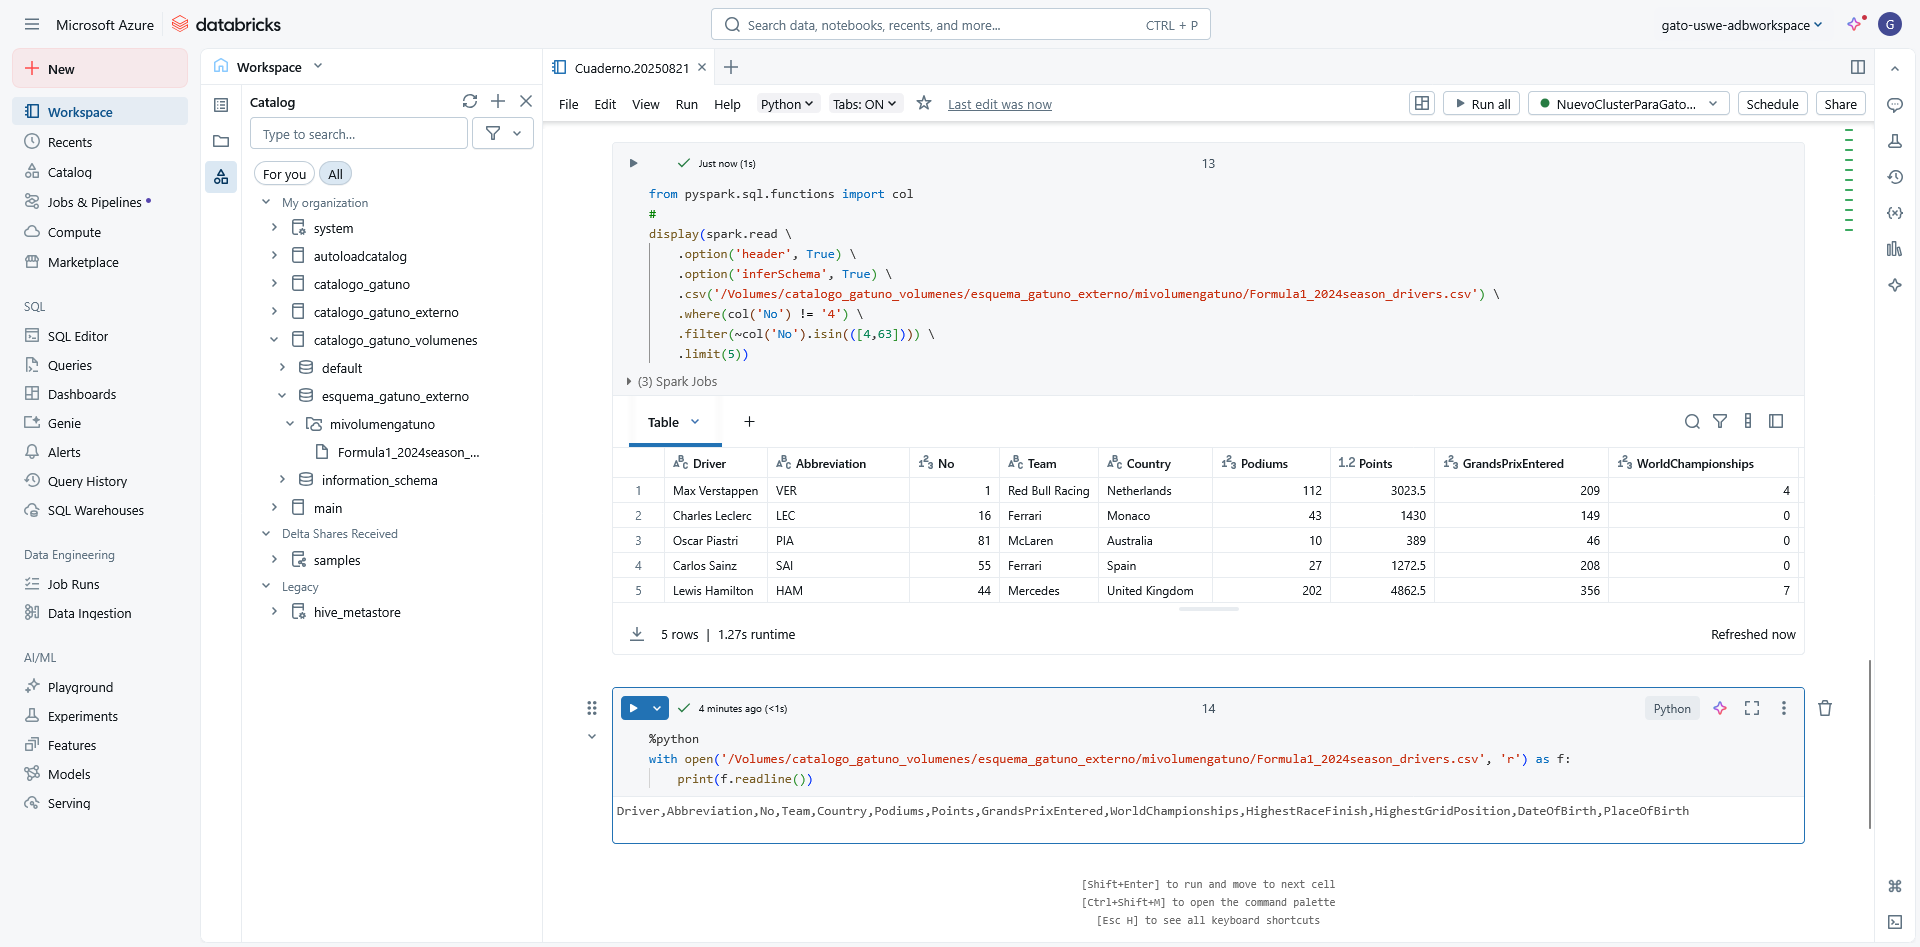 Microsoft Azure
databricks
Search data, notebooks, recents, and more...
CTRL + P
gato-uswe-adbworkspace
G
New
Workspace
Recents
Catalog
Jobs & Pipelines
Compute
Marketplace
SQL
SQL Editor
Queries
Dashboards
Genie
Alerts
Query History
SQL Warehouses
Data Engineering
Job Runs
Data Ingestion
AI/ML
Playground
Experiments
Features
Models
Serving
Workspace
Catalog
Type to search...
For you
All
My organization
system
autoloadcatalog
catalogo_gatuno
catalogo_gatuno_externo
catalogo_gatuno_volumenes
default
esquema_gatuno_externo
mivolumengatuno
Formula1_2024season_...
information_schema
main
Delta Shares Received
samples
Legacy
hive_metastore
Cuaderno.20250821
File Edit View Run Help Python Tabs: ON Last edit was now
Run all
NuevoClusterParaGato...
Schedule
Share
Just now (1s)
13
from pyspark.sql.functions import col
#
display(spark.read \
.option('header', True) \
.option('inferSchema', True) \
.csv('/Volumes/catalogo_gatuno_volumenes/esquema_gatuno_externo/mivolumengatuno/Formula1_2024season_drivers.csv') \
.where(col('No') != '4') \
.filter(~col('No').isin(([4,63]))) \
.limit(5))
(3) Spark Jobs
Table
Driver Abbreviation No Team Country Podiums 1.2 Points GrandsPrixEntered WorldChampionships
1 Max Verstappen VER 1 Red Bull Racing Netherlands 112 3023.5 209 4
2 Charles Leclerc LEC 16 Ferrari Monaco 43 1430 149 0
3 Oscar Piastri PIA 81 McLaren Australia 10 389 46 0
4 Carlos Sainz SAI 55 Ferrari Spain 27 1272.5 208 0
5 Lewis Hamilton HAM 44 Mercedes United Kingdom 202 4862.5 356 7
5 rows | 1.27s runtime
Refreshed now
4 minutes ago (<1s)
14
Python
%python
with open('/Volumes/catalogo_gatuno_volumenes/esquema_gatuno_externo/mivolumengatuno/Formula1_2024season_drivers.csv', 'r') as f:
print(f.readline())
Driver,Abbreviation,No,Team,Country,Podiums,Points,GrandsPrixEntered,WorldChampionships,HighestRaceFinish,HighestGridPosition,DateOfBirth,PlaceOfBirth
[Shift+Enter] to run and move to next cell
[Ctrl+Shift+M] to open the command palette
[Esc H] to see all keyboard shortcuts